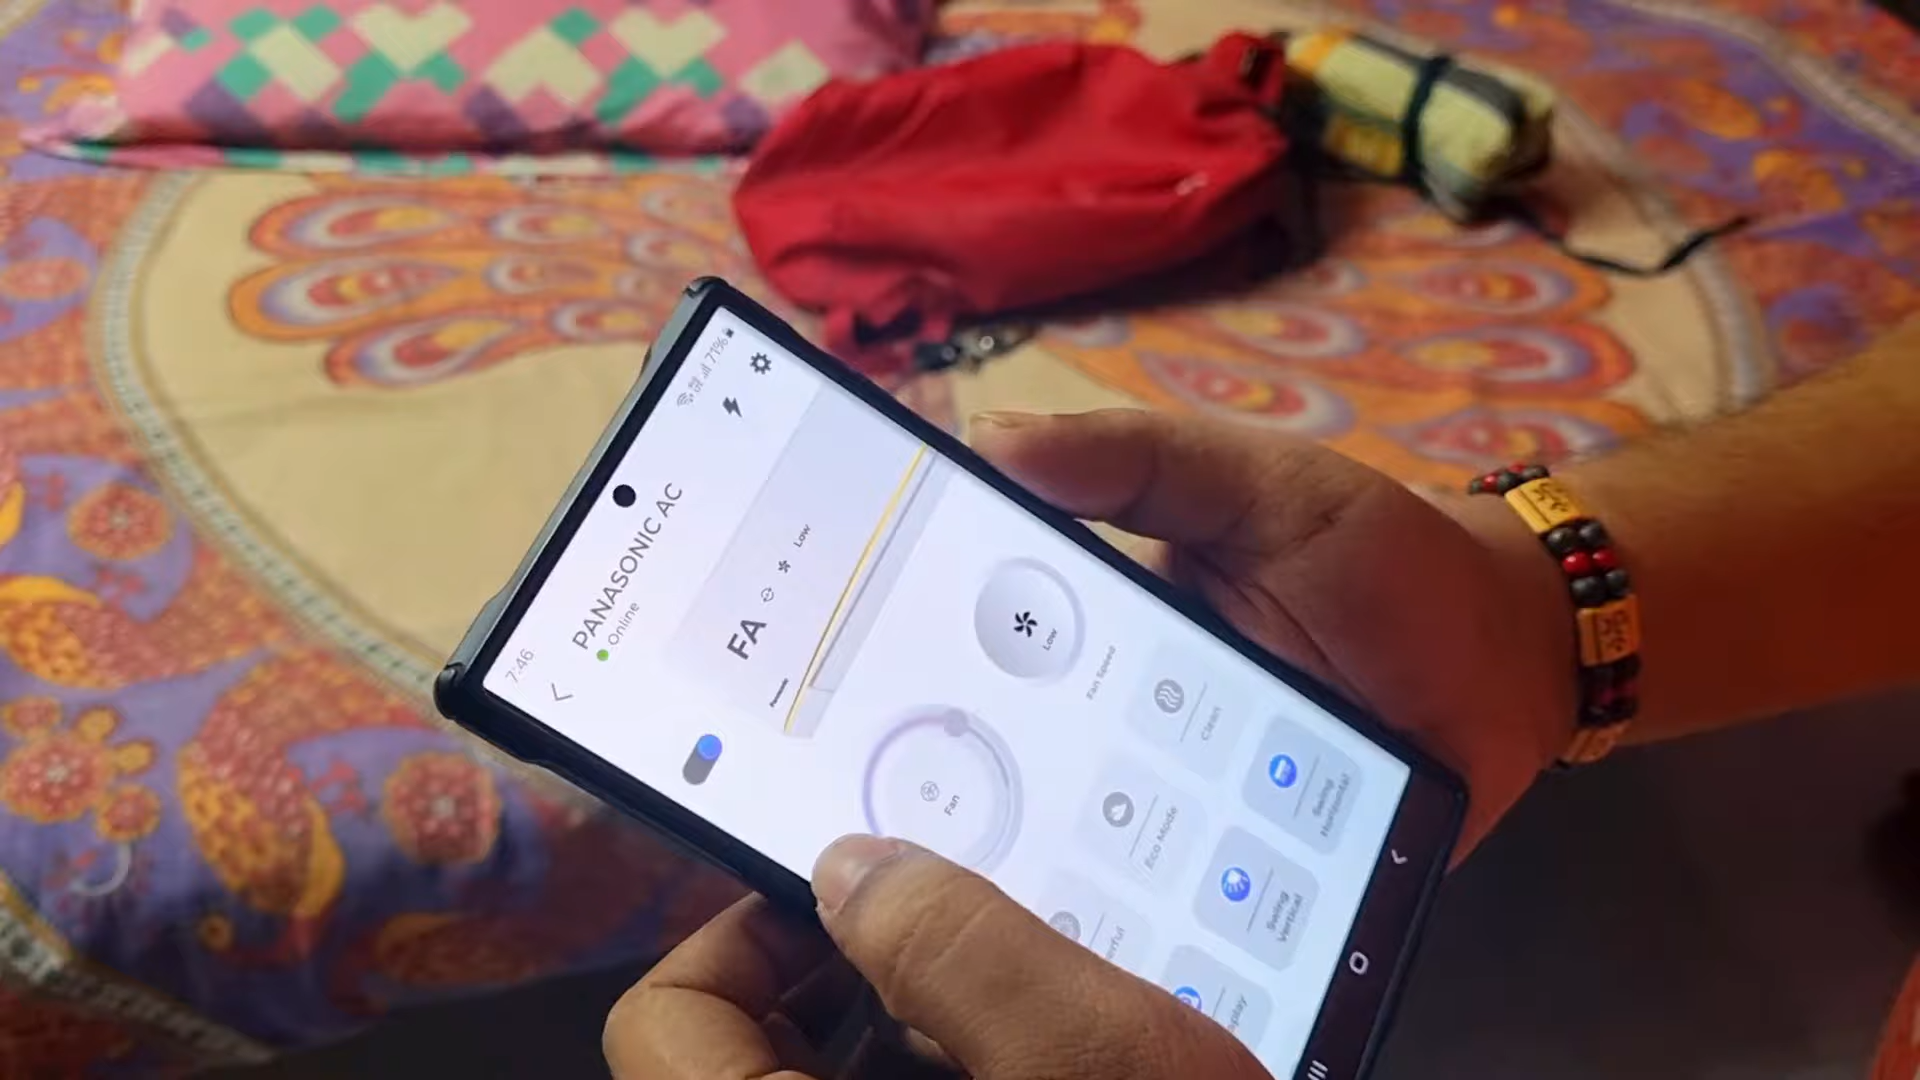 7:46
71%
PANASONIC AC
Online
FA
Low
Panasonic
Fan
Low
Fan Speed
Eco Mode
Clean
Swing
Vertical
Swing
Horizontal